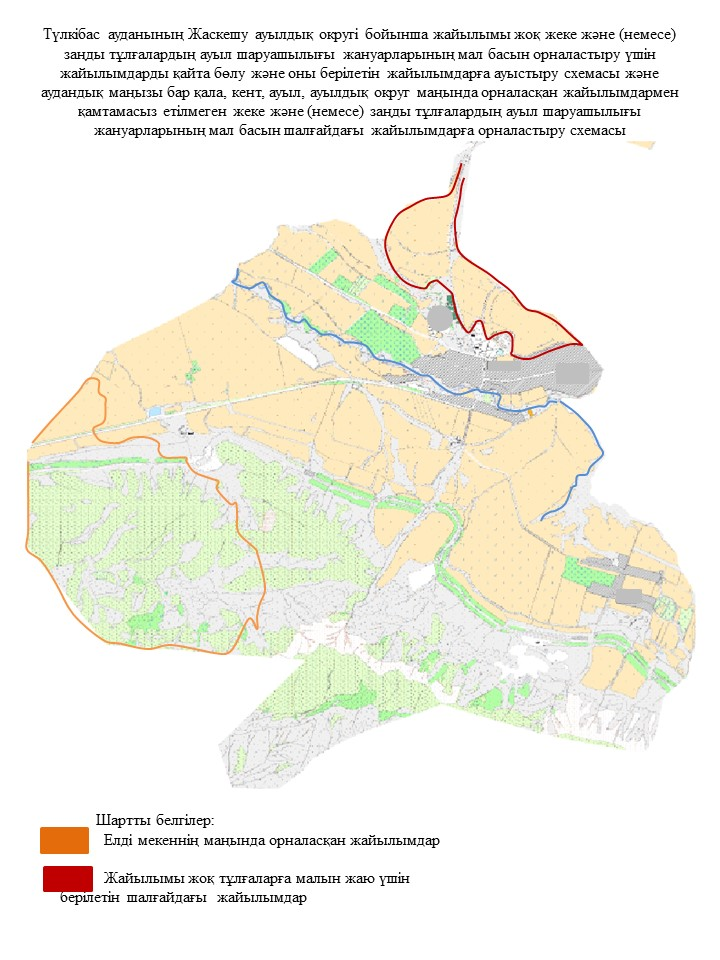 Түлкібас ауданының Жаскешу ауылдық округі бойынша жайылымы жоқ жеке және (немесе)
заңды тұлғалардың ауыл шаруашылығы жануарларының мал басын орналастыру үшін
жайылымдарды қайта бөлу және оны берілетін жайылымдарға ауыстыру схемасы және
аудандық маңызы бар қала, кент, ауыл, ауылдық округ маңында орналасқан жайылымдармен
қамтамасыз етілмеген жеке және (немесе) заңды тұлғалардың ауыл шаруашылығы
жануарларының мал басын шалғайдағы жайылымдарға орналастыру схемасы
Шартты белгілер:
Елді мекеннің маңында орналасқан жайылымдар
Жайылымы жоқ тұлғаларға малын жаю үшін
берілетін шалғайдағы жайылымдар